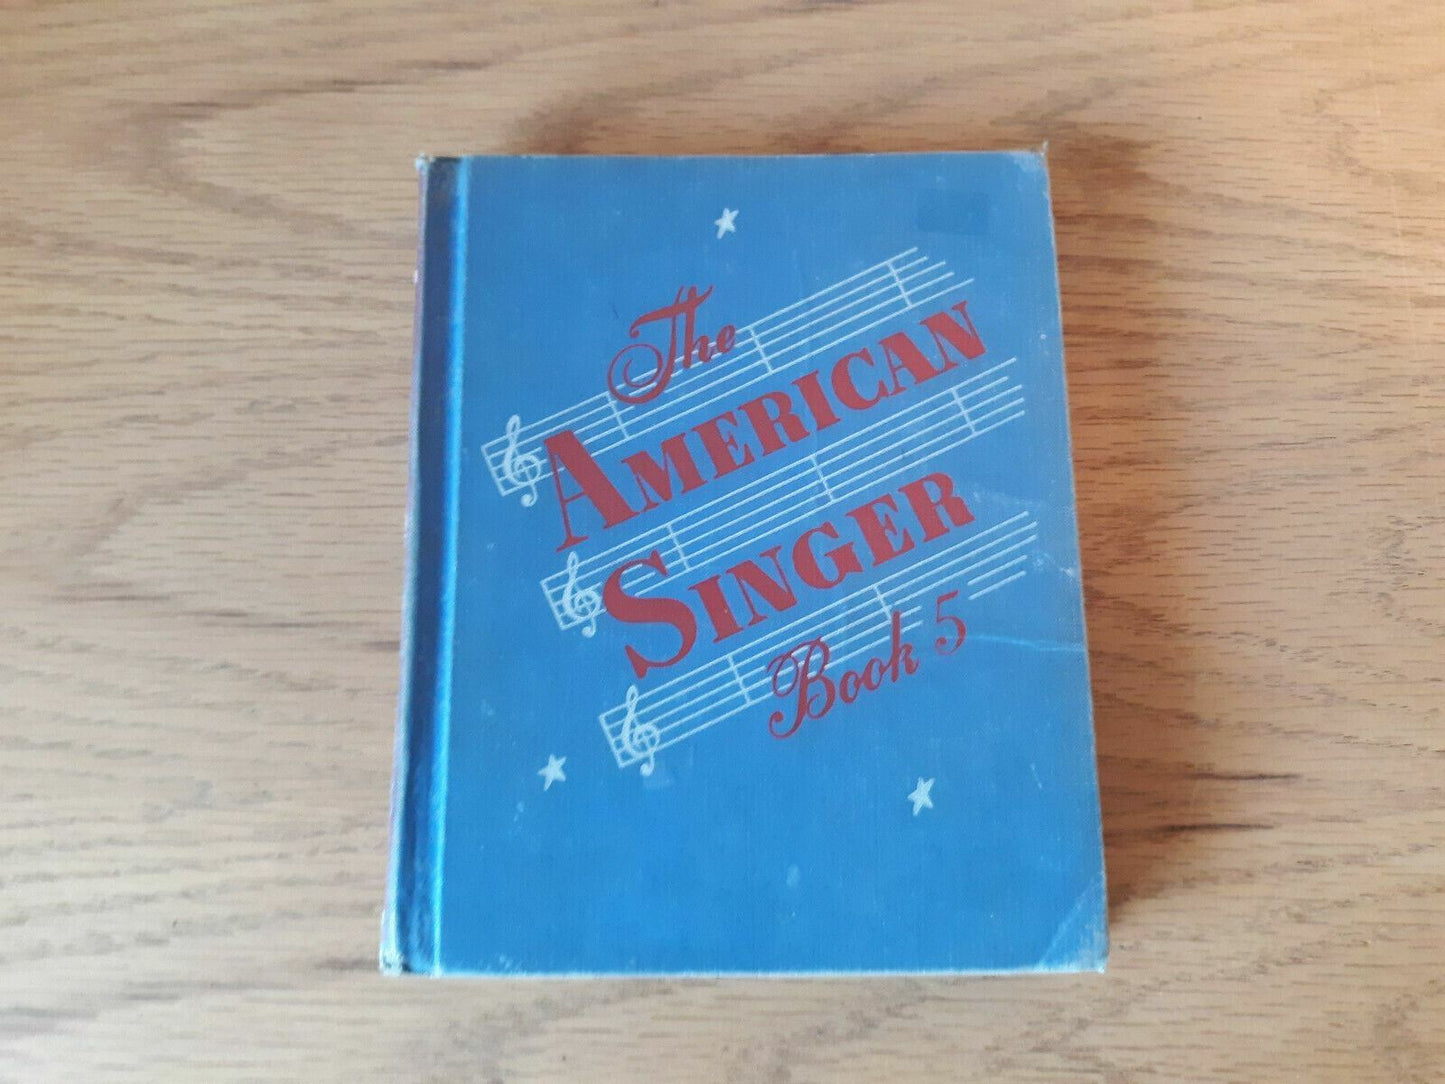 The
AMERICAN
SINGER
Book 5